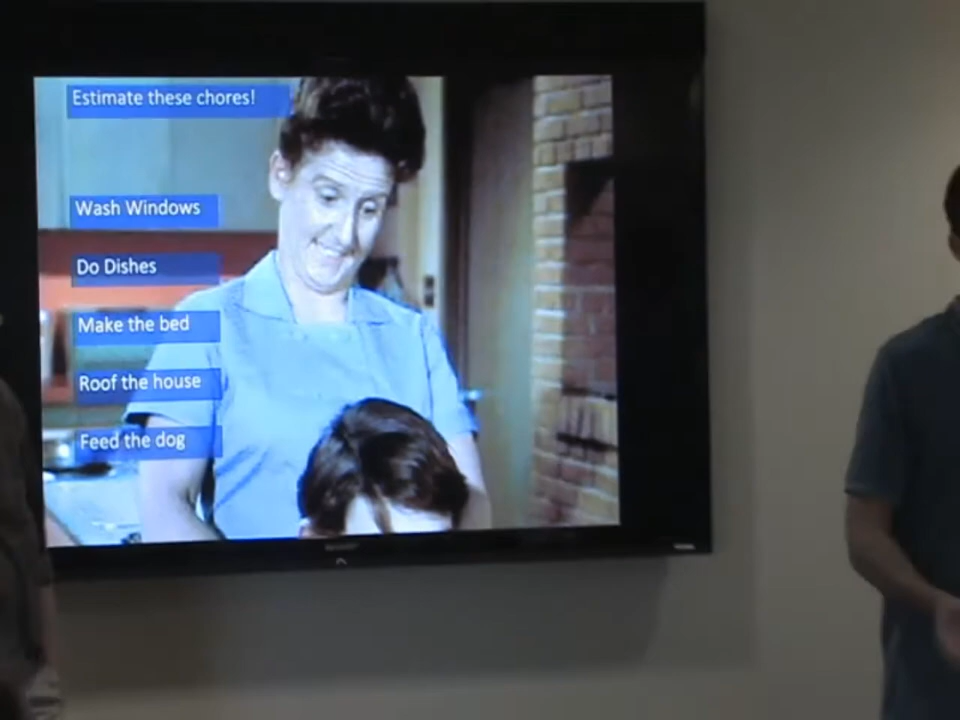 Estimate these chores!
Wash Windows
Do Dishes
Make the bed
Roof the house
Feed the dog